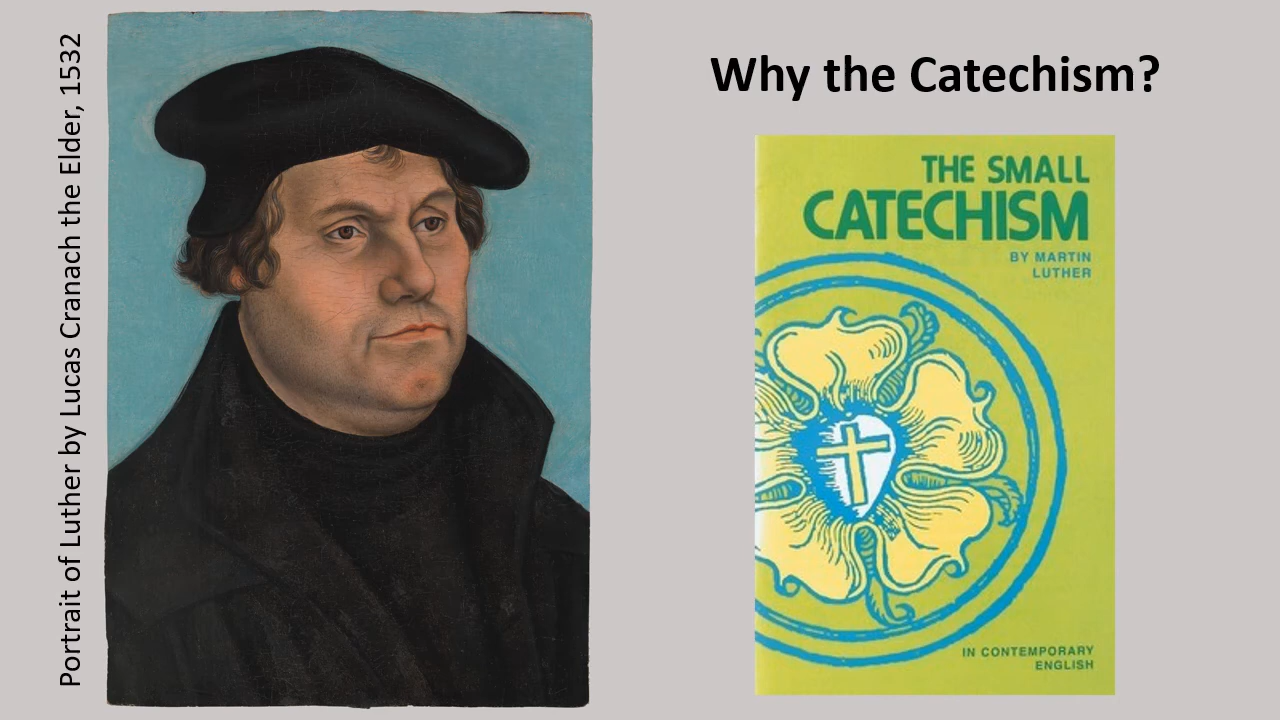 Portrait of Luther by Lucas Cranach the Elder, 1532
Why the Catechism?
THE SMALL
CATECHISM
BY MARTIN
LUTHER
IN CONTEMPORARY
ENGLISH